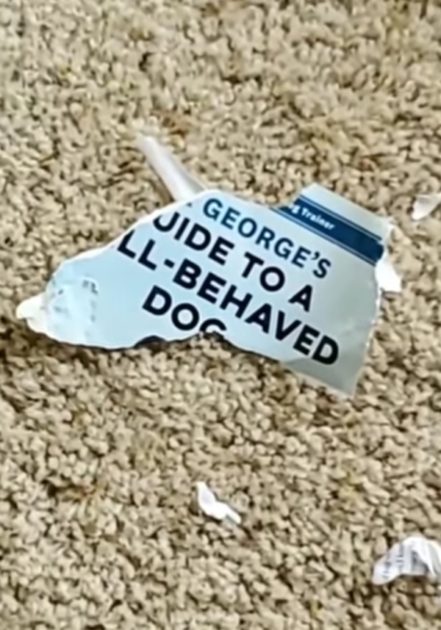 g Trainer
GEORGE'S
UIDE TO A
LL-BEHAVED
DOG